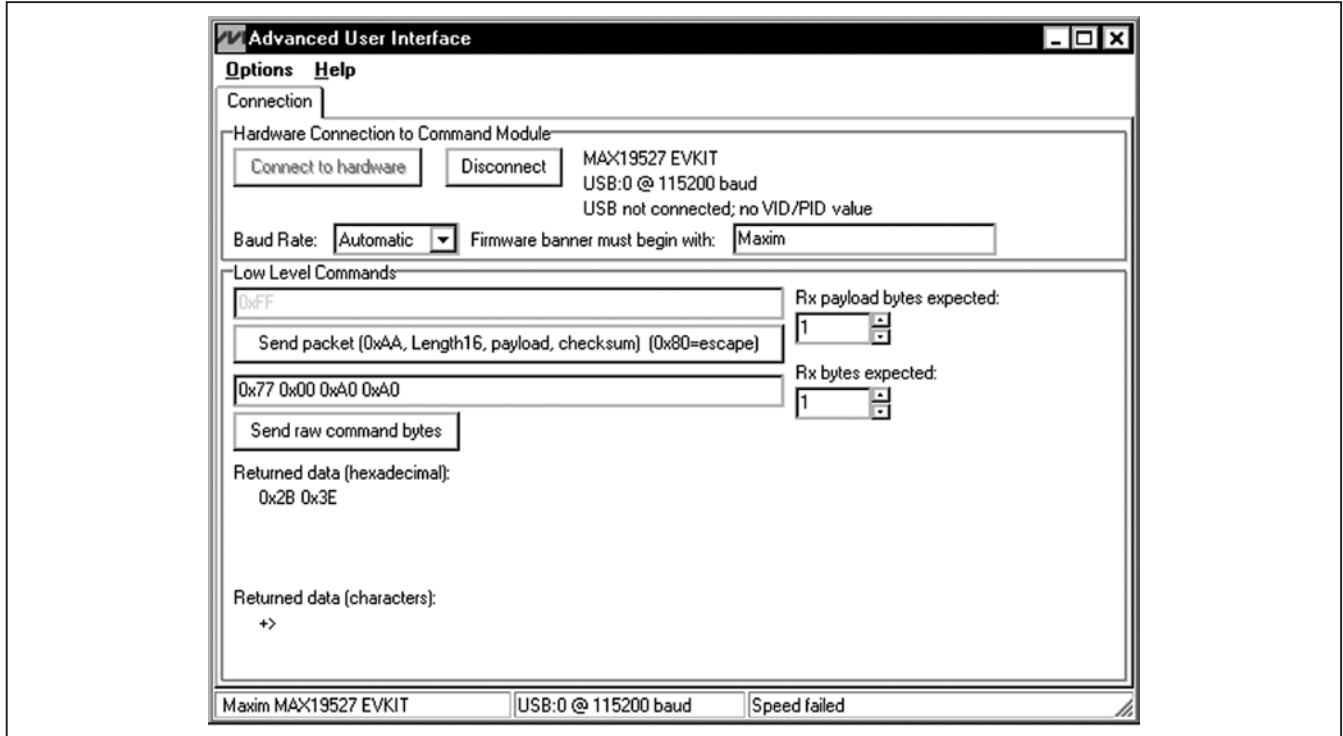 Advanced User Interface
Options Help
Connection
Hardware Connection to Command Module
Connect to hardware Disconnect MAX19527 EVKIT
USB:0 @ 115200 baud
USB not connected; no VID/PID value
Baud Rate: Automatic Firmware banner must begin with: Maxim
Low Level Commands
0xFF Rx payload bytes expected:
1
Send packet (0xAA, Length16, payload, checksum) (0x80=escape)
Rx bytes expected:
0x77 0x00 0xA0 0xA0 1
Send raw command bytes
Returned data (hexadecimal):
0x2B 0x3E
Returned data (characters):
+>
Maxim MAX19527 EVKIT USB:0 @ 115200 baud Speed failed